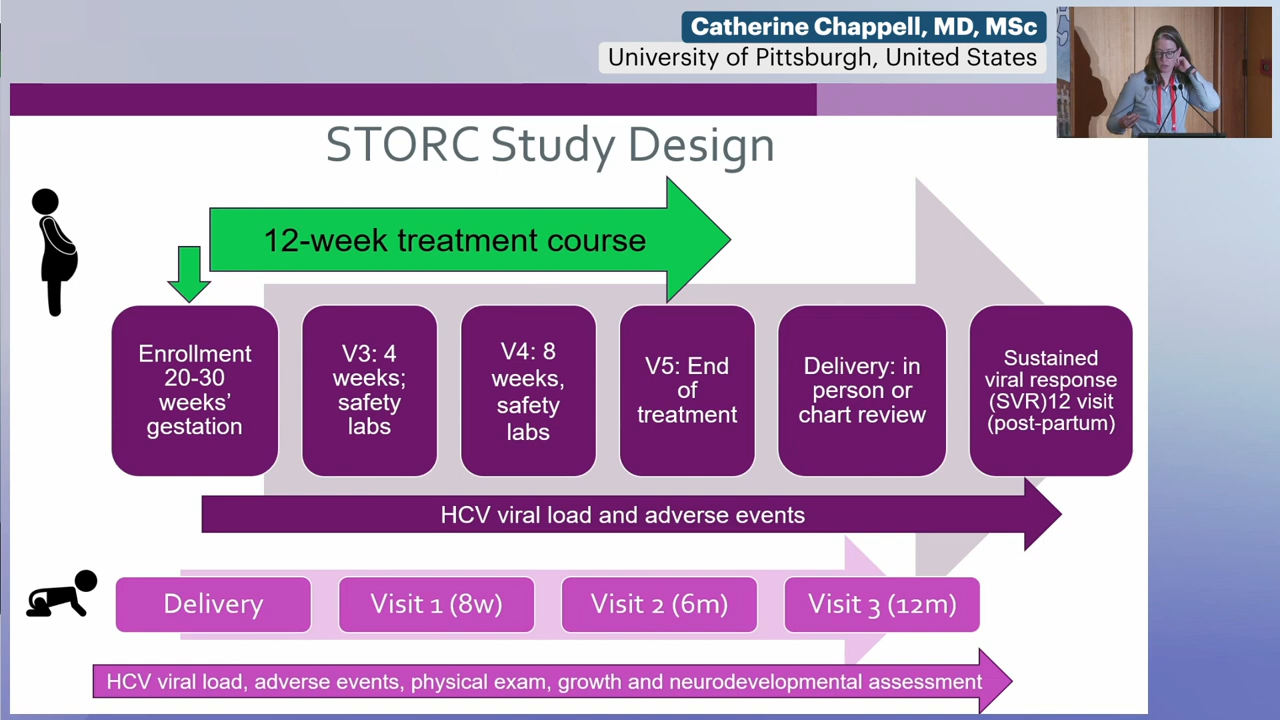 Catherine Chappell, MD, MSc
University of Pittsburgh, United States
STORC Study Design
12-week treatment course
Enrollment
20-30
weeks’
gestation
V3: 4
weeks;
safety
labs
V4: 8
weeks,
safety
labs
V5: End
of
treatment
Delivery: in
person or
chart review
Sustained
viral response
(SVR)12 visit
(post-partum)
HCV viral load and adverse events
Delivery
Visit 1 (8w)
Visit 2 (6m)
Visit 3 (12m)
HCV viral load, adverse events, physical exam, growth and neurodevelopmental assessment